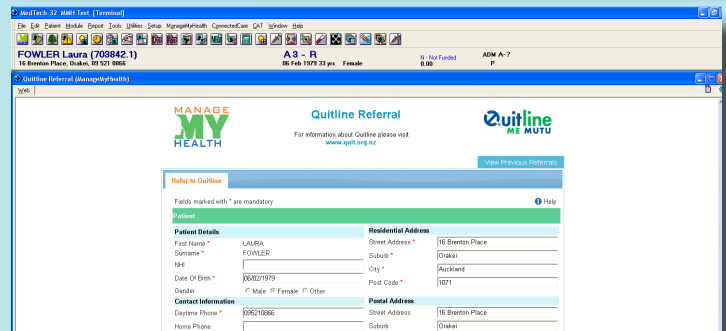 MedTech-32 MMH Test [Terminal]
File Edit Patient Module Report Tools Utilities Setup ManageMyHealth ConnectedCare CAT Window Help
FOWLER Laura (703842.1) A3 - R N - Not Funded ADM A-?
16 Brenton Place, Orakei, 09 521 0866 06 Feb 1979 33 yrs Female 0.00 P
Quitline Referral (ManageMyHealth)
Web
MANAGE MY HEALTH
Quitline Referral
For information about Quitline please visit
www.quit.org.nz
Quitline
ME MUTU
View Previous Referrals
Refer to Quitline
Fields marked with * are mandatory Help
Patient
Patient Details Residential Address
First Name * LAURA Street Address * 16 Brenton Place
Surname * FOWLER Suburb * Orakei
NHI City * Auckland
Date Of Birth * 06/02/1979 Post Code * 1071
Gender Male Female Other
Contact Information Postal Address
Daytime Phone * 095210866 Street Address 16 Brenton Place
Home Phone Suburb Orakei